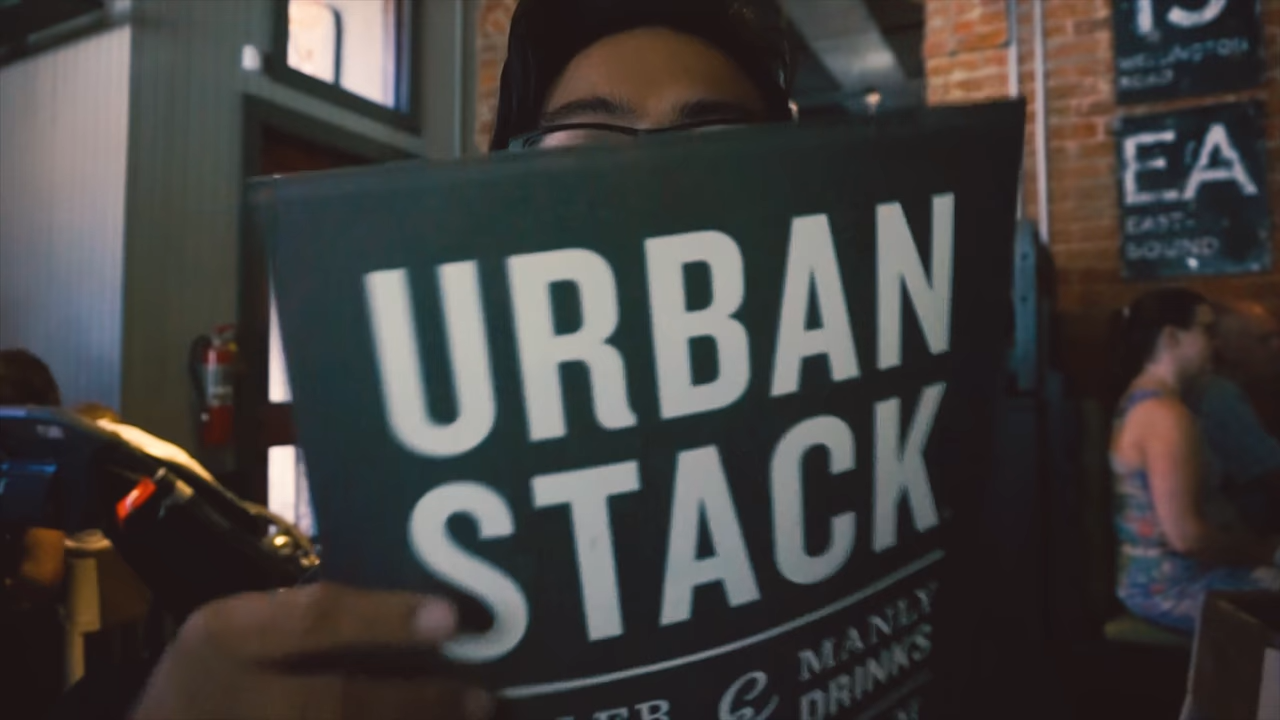 URBAN
STACK
& MANLY
DRINKS
15
WELLINGTON
ROAD
EA
EAST-
BOUND